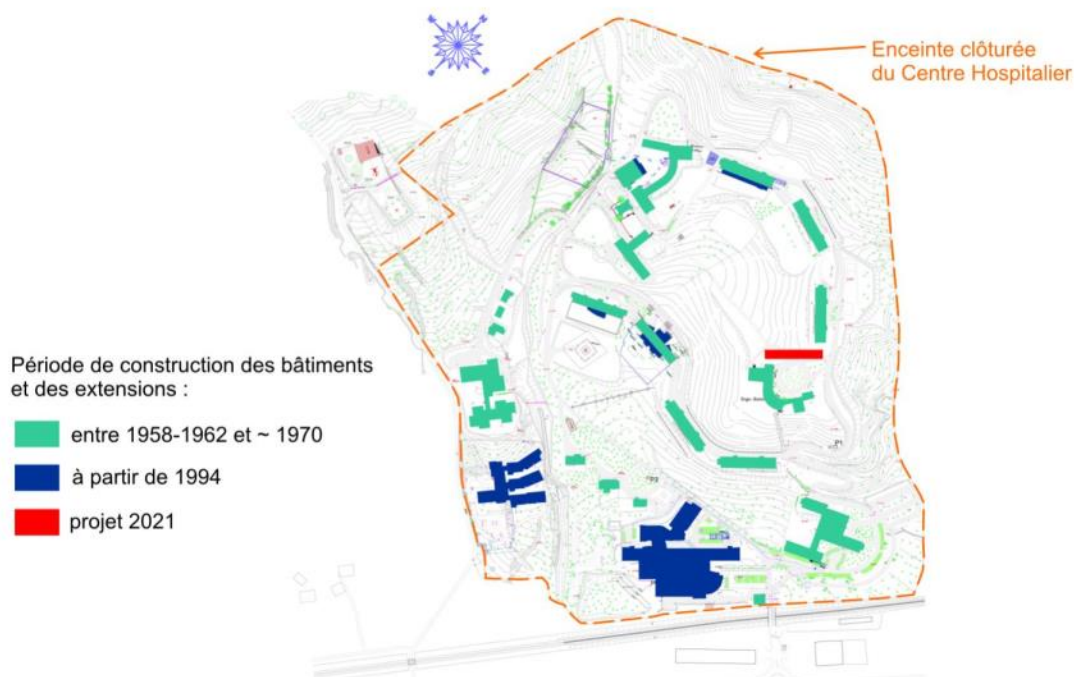 Enceinte clôturée
du Centre Hospitalier
Période de construction des bâtiments
et des extensions :
entre 1958-1962 et ~ 1970
à partir de 1994
projet 2021
P1